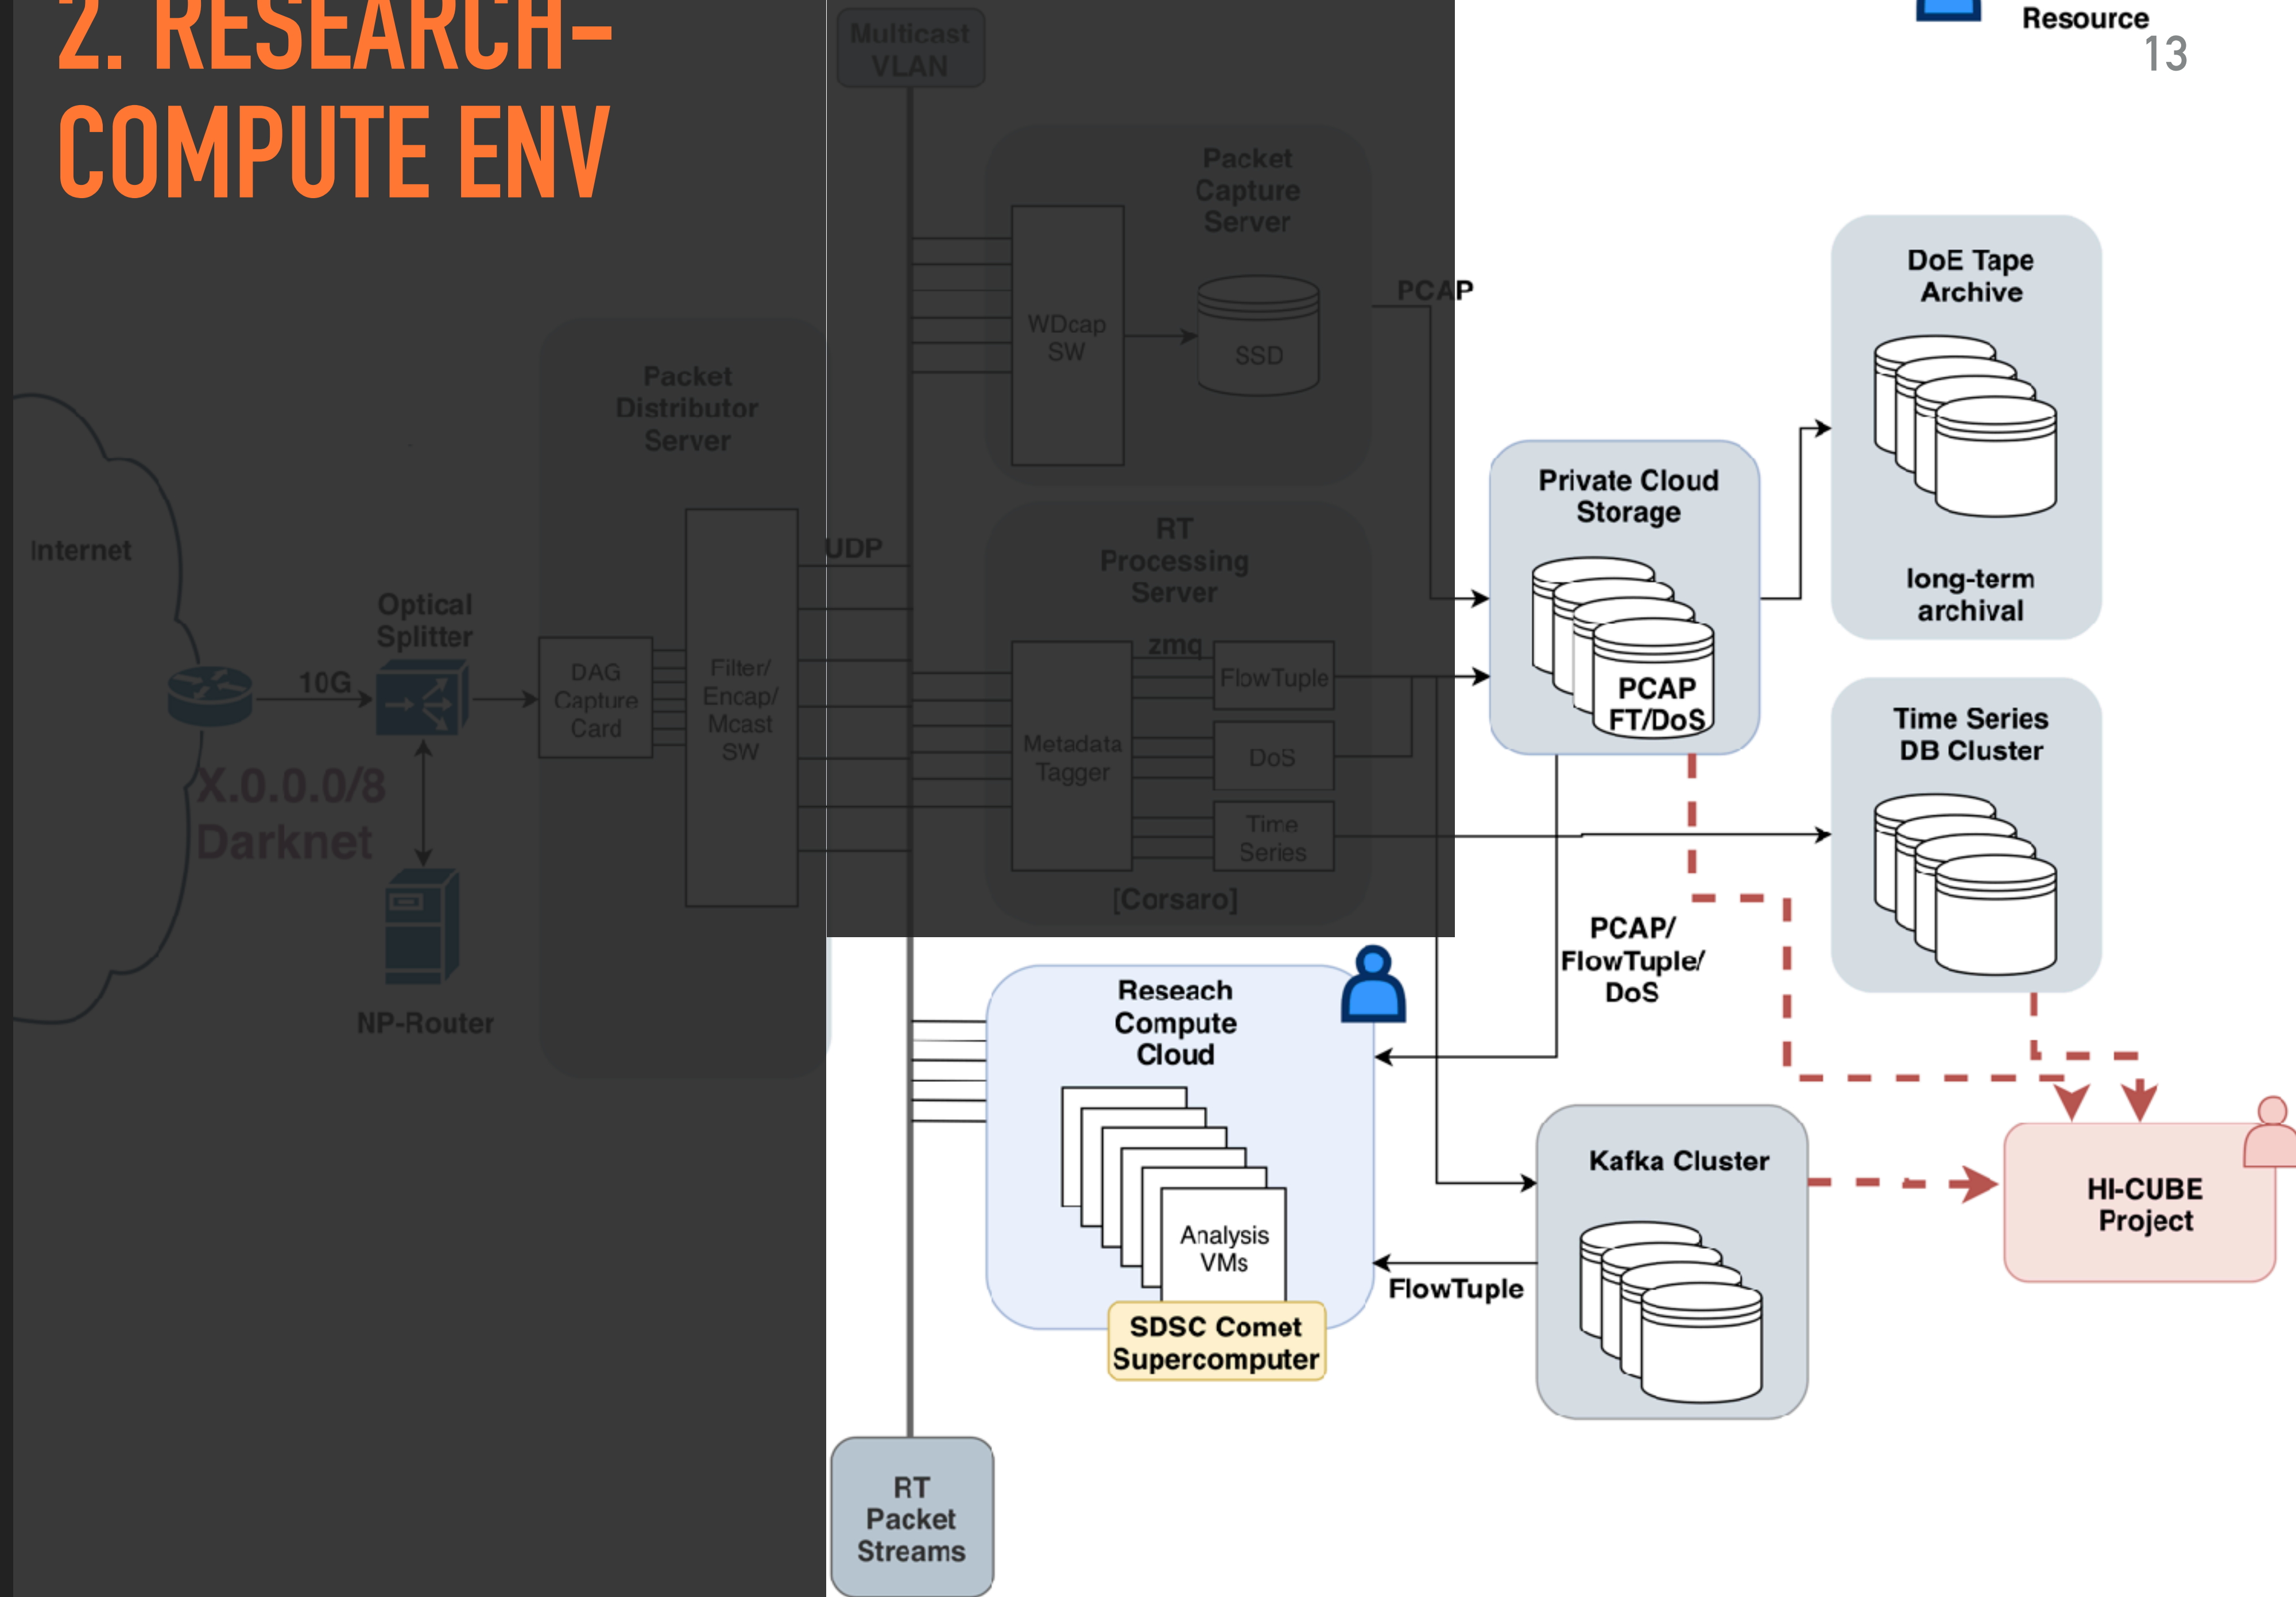 2. RESEARCH-
COMPUTE ENV
Resource
13
Multicast
VLAN
Packet
Capture
Server
WDcap
SW
SSD
PCAP
Packet
Distributor
Server
Internet
Optical
Splitter
10G
DAG
Capture
Card
Filter/
Encap/
Mcast
SW
UDP
X.0.0.0/8
Darknet
NP-Router
RT
Processing
Server
zmq
Metadata
Tagger
FlowTuple
DoS
Time
Series
[Corsaro]
Private Cloud
Storage
PCAP
FT/DoS
DoE Tape
Archive
long-term
archival
Time Series
DB Cluster
PCAP/
FlowTuple/
DoS
Reseach
Compute
Cloud
Analysis
VMs
SDSC Comet
Supercomputer
FlowTuple
Kafka Cluster
HI-CUBE
Project
RT
Packet
Streams